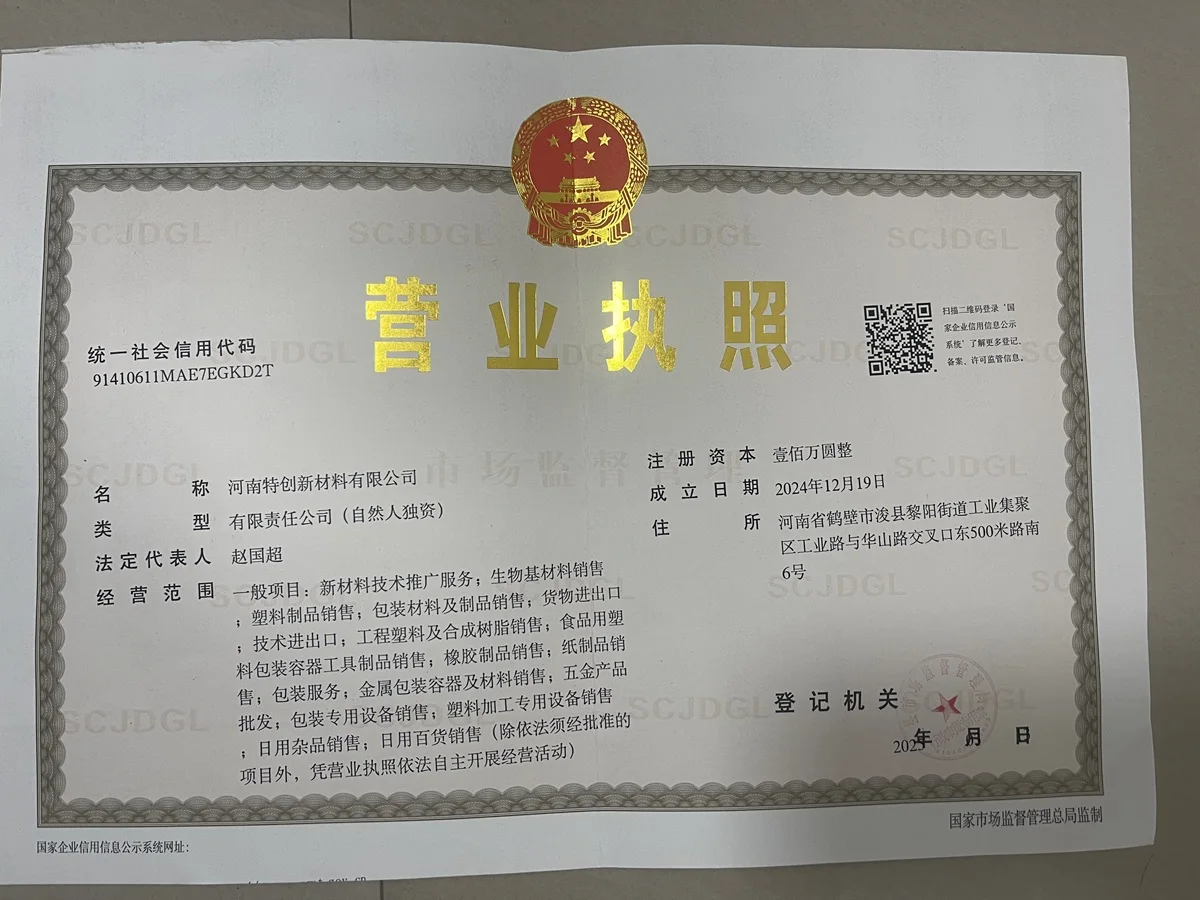 SCJDGL SCJDGL SCJDGL SCJDGL
营业执照
扫描二维码登录‘国
家企业信用信息公示
系统’了解更多登记、
备案、许可监管信息。
统一社会信用代码
91410611MAE7EGKD2T
市场监督管理
名称 河南特创新材料有限公司
类型 有限责任公司（自然人独资）
法定代表人 赵国超
经营范围 一般项目：新材料技术推广服务；生物基材料销售
；塑料制品销售；包装材料及制品销售；货物进出口
；技术进出口；工程塑料及合成树脂销售；食品用塑
料包装容器工具制品销售；橡胶制品销售；纸制品销
售；包装服务；金属包装容器及材料销售；五金产品
批发；包装专用设备销售；塑料加工专用设备销售
；日用杂品销售；日用百货销售（除依法须经批准的
项目外，凭营业执照依法自主开展经营活动）
注册资本 壹佰万圆整
成立日期 2024年12月19日
住所 河南省鹤壁市浚县黎阳街道工业集聚
区工业路与华山路交叉口东500米路南
6号
登记机关
2025年 月 日
国家企业信用信息公示系统网址：
国家市场监督管理总局监制